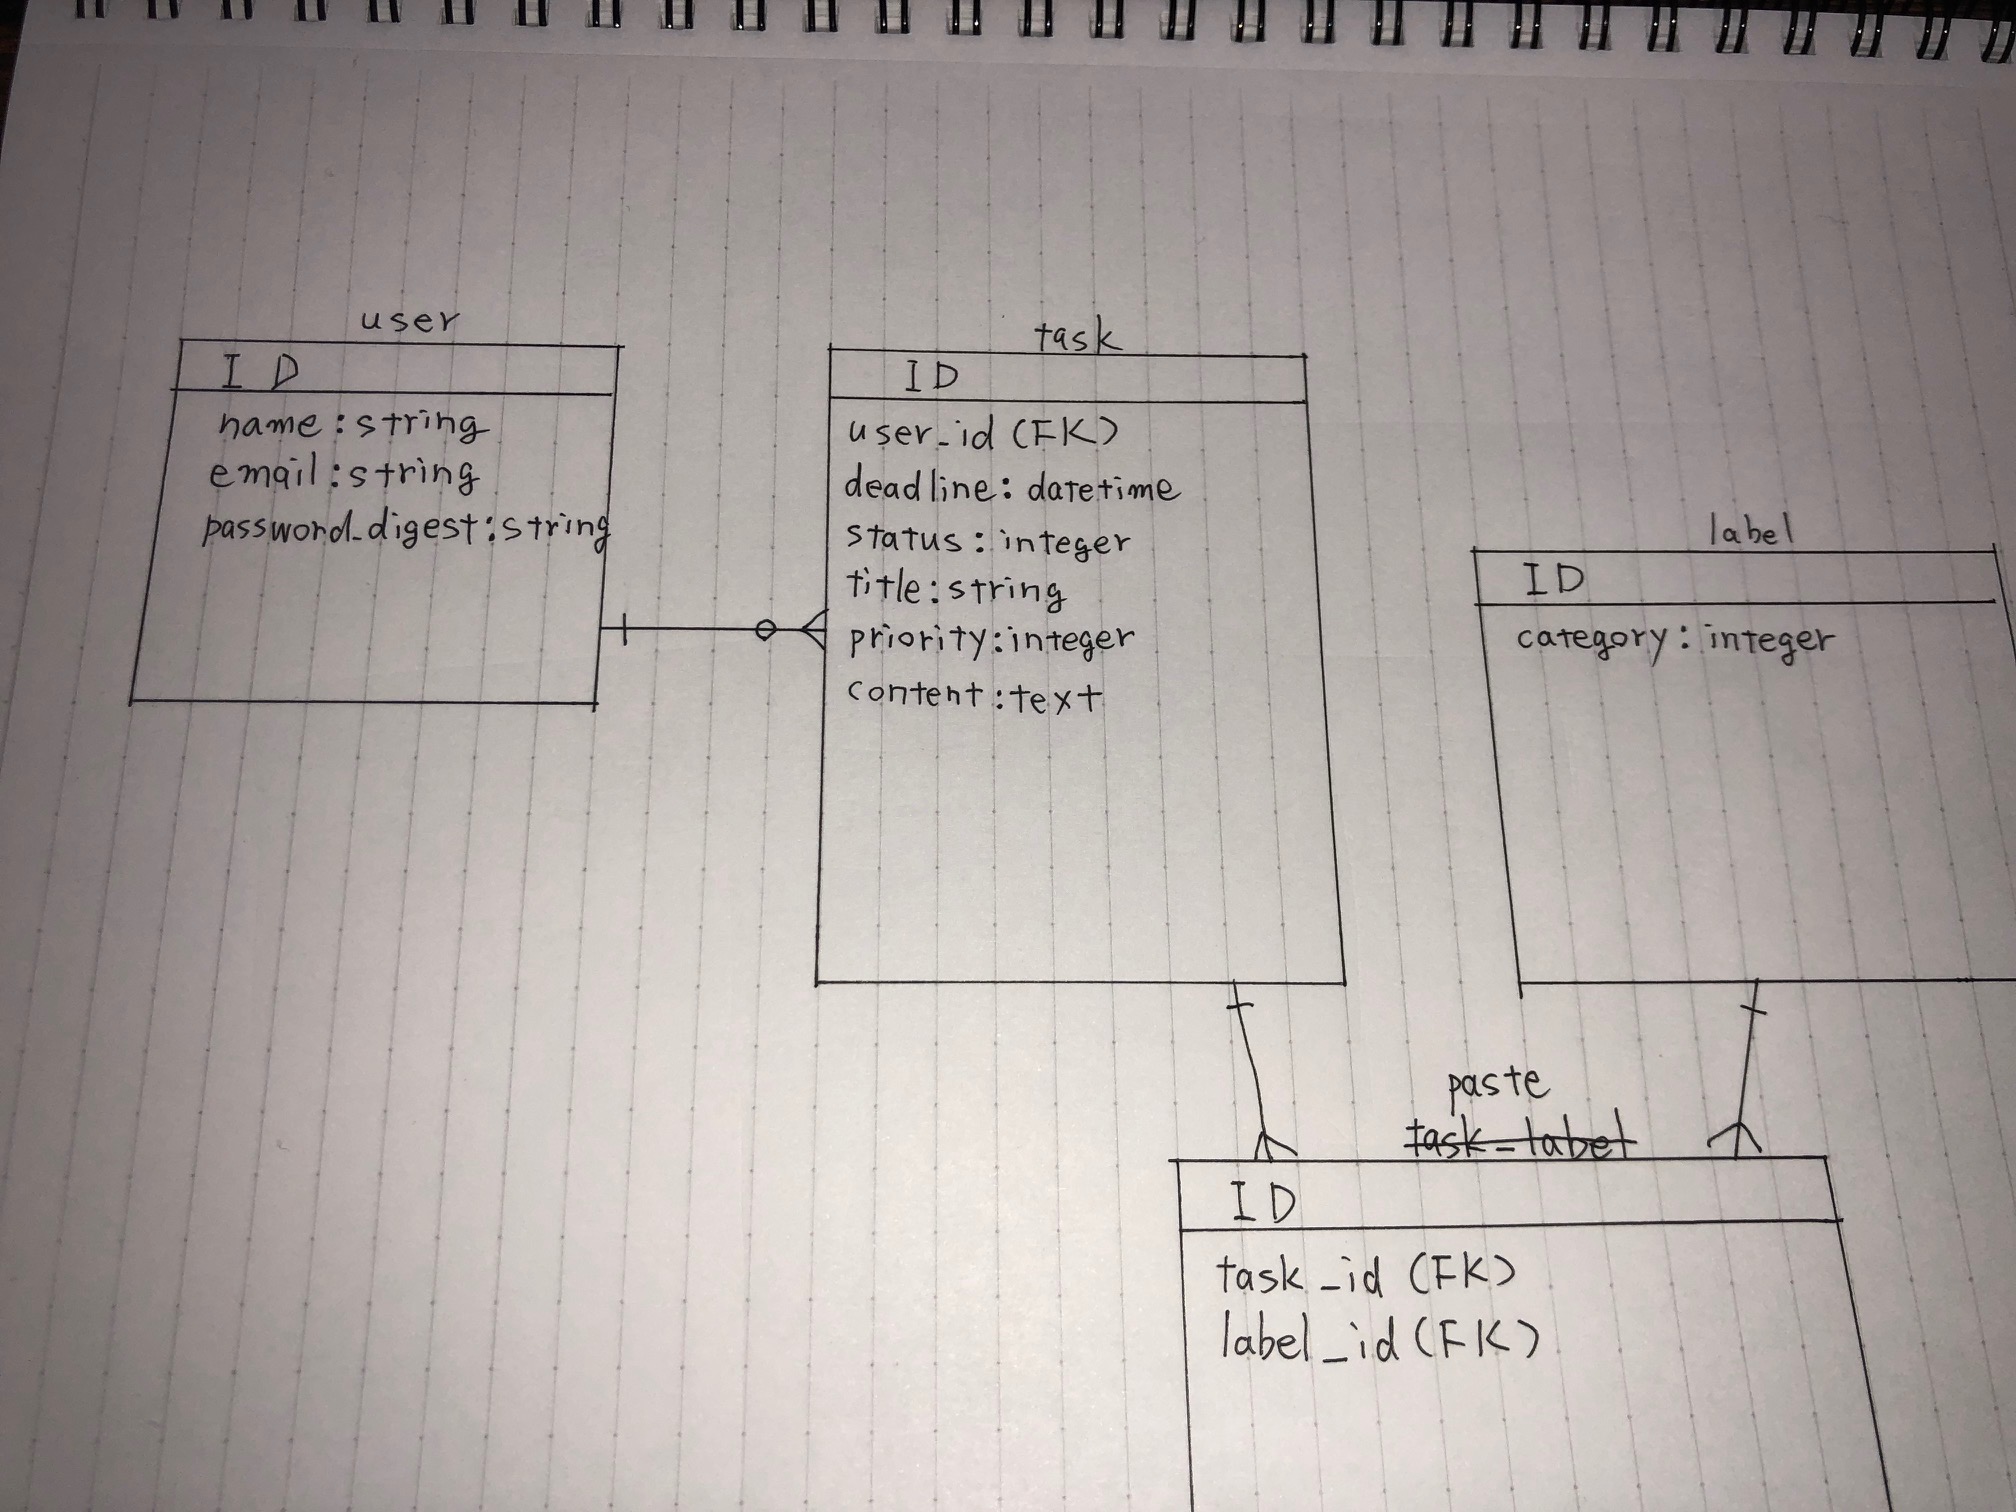 user
ID
name:string
email:string
password_digest:string
task
ID
user_id (FK)
deadline: datetime
status: integer
title:string
priority:integer
content:text
label
ID
category: integer
paste
task_label
ID
task_id (FK)
label_id (FK)